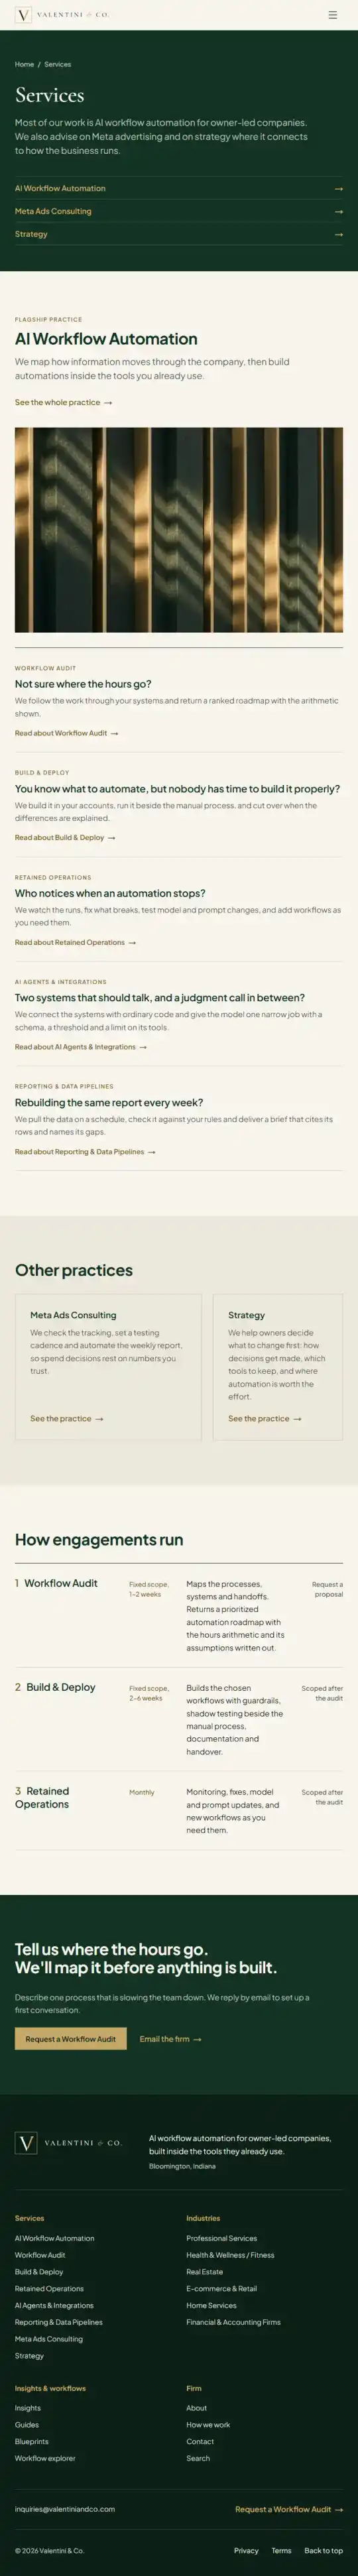 V VALENTINI & CO.
Home / Services
Services
Most of our work is AI workflow automation for owner-led companies.
We also advise on Meta advertising and on strategy where it connects
to how the business runs.
AI Workflow Automation →
Meta Ads Consulting →
Strategy →
FLAGSHIP PRACTICE
AI Workflow Automation
We map how information moves through the company, then build
automations inside the tools you already use.
See the whole practice →
WORKFLOW AUDIT
Not sure where the hours go?
We follow the work through your systems and return a ranked roadmap with the arithmetic
shown.
Read about Workflow Audit →
BUILD & DEPLOY
You know what to automate, but nobody has time to build it properly?
We build it in your accounts, run it beside the manual process, and cut over when the
differences are explained.
Read about Build & Deploy →
RETAINED OPERATIONS
Who notices when an automation stops?
We watch the runs, fix what breaks, test model and prompt changes, and add workflows as
you need them.
Read about Retained Operations →
AI AGENTS & INTEGRATIONS
Two systems that should talk, and a judgment call in between?
We connect the systems with ordinary code and give the model one narrow job with a
schema, a threshold and a limit on its tools.
Read about AI Agents & Integrations →
REPORTING & DATA PIPELINES
Rebuilding the same report every week?
We pull the data on a schedule, check it against your rules and deliver a brief that cites its
rows and names its gaps.
Read about Reporting & Data Pipelines →
Other practices
Meta Ads Consulting
We check the tracking, set a testing
cadence and automate the weekly report,
so spend decisions rest on numbers you
trust.
See the practice →
Strategy
We help owners decide
what to change first: how
decisions get made, which
tools to keep, and where
automation is worth the
effort.
See the practice →
How engagements run
1 Workflow Audit
Fixed scope,
1–2 weeks
Maps the processes,
systems and handoffs.
Returns a prioritized
automation roadmap with
the hours arithmetic and its
assumptions written out.
Request a
proposal
2 Build & Deploy
Fixed scope,
2–6 weeks
Builds the chosen
workflows with guardrails,
shadow testing beside the
manual process,
documentation and
handover.
Scoped after
the audit
3 Retained
Operations
Monthly
Monitoring, fixes, model
and prompt updates, and
new workflows as you
need them.
Scoped after
the audit
Tell us where the hours go.
We'll map it before anything is built.
Describe one process that is slowing the team down. We reply by email to set up a
first conversation.
Request a Workflow Audit
Email the firm →
V VALENTINI & CO.
AI workflow automation for owner-led companies,
built inside the tools they already use.
Bloomington, Indiana
Services
AI Workflow Automation
Workflow Audit
Build & Deploy
Retained Operations
AI Agents & Integrations
Reporting & Data Pipelines
Meta Ads Consulting
Strategy
Industries
Professional Services
Health & Wellness / Fitness
Real Estate
E-commerce & Retail
Home Services
Financial & Accounting Firms
Insights & workflows
Insights
Guides
Blueprints
Workflow explorer
Firm
About
How we work
Contact
Search
inquiries@valentiniandco.com
Request a Workflow Audit →
© 2026 Valentini & Co.
Privacy Terms Back to top